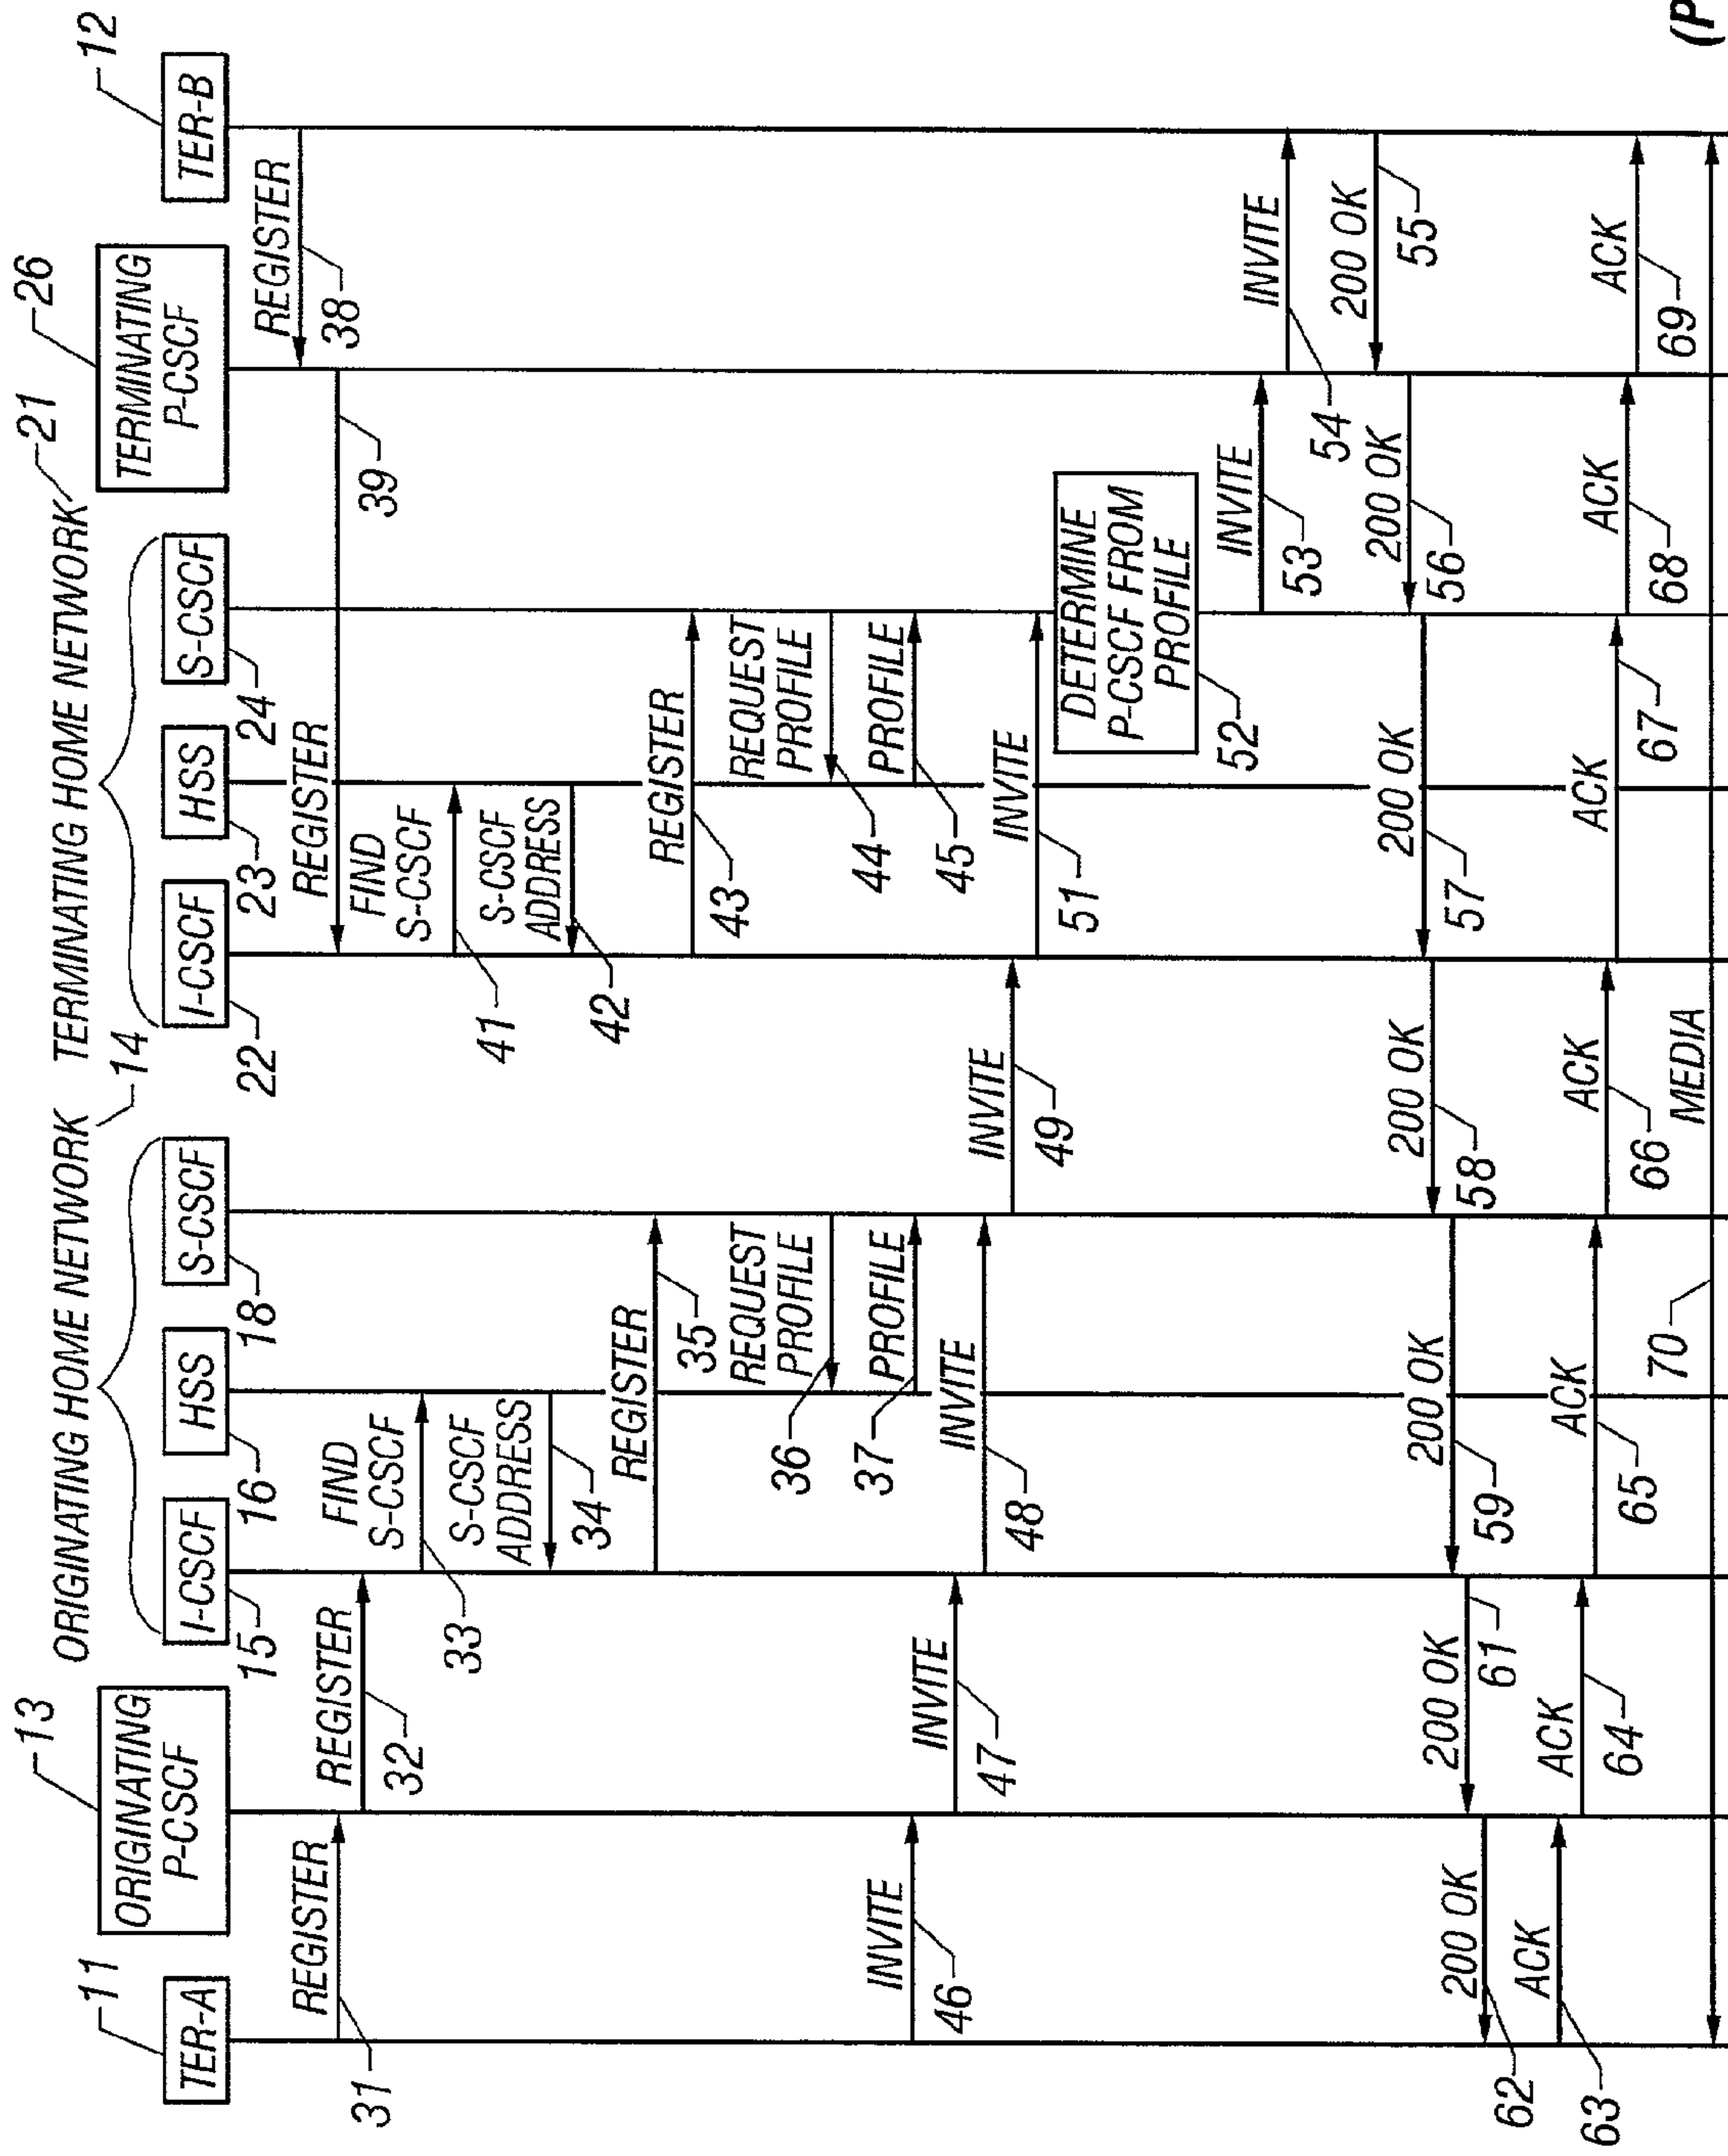 ORIGINATING HOME NETWORK
14
TERMINATING HOME NETWORK
21
11
TER-A
13
ORIGINATING
P-CSCF
I-CSCF
15
HSS
16
S-CSCF
18
I-CSCF
22
HSS
23
S-CSCF
24
26
TERMINATING
P-CSCF
12
TER-B
REGISTER
38
REGISTER
39
REGISTER
31
REGISTER
32
FIND
S-CSCF
33
FIND
S-CSCF
41
S-CSCF
ADDRESS
34
S-CSCF
ADDRESS
42
REGISTER
35
REGISTER
43
REQUEST
PROFILE
36
REQUEST
PROFILE
44
PROFILE
37
PROFILE
45
INVITE
46
INVITE
47
INVITE
48
INVITE
49
INVITE
51
DETERMINE
P-CSCF FROM
PROFILE
52
INVITE
53
INVITE
54
200 OK
55
200 OK
56
200 OK
57
200 OK
58
200 OK
59
200 OK
61
200 OK
62
ACK
63
ACK
64
ACK
65
ACK
66
ACK
67
ACK
68
ACK
69
MEDIA
70
(P